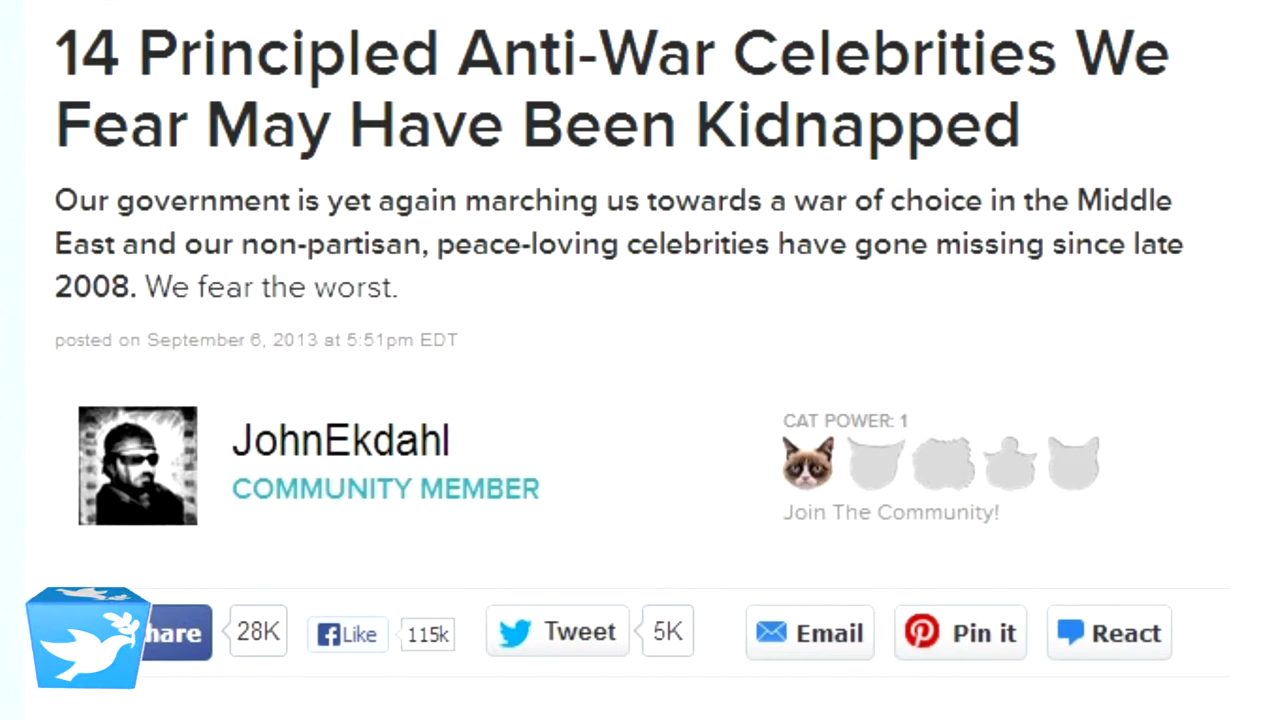 14 Principled Anti-War Celebrities We
Fear May Have Been Kidnapped
Our government is yet again marching us towards a war of choice in the Middle
East and our non-partisan, peace-loving celebrities have gone missing since late
2008. We fear the worst.
posted on September 6, 2013 at 5:51pm EDT
JohnEkdahl
COMMUNITY MEMBER
CAT POWER: 1
Join The Community!
hare 28K Like 115k Tweet 5K Email Pin it React